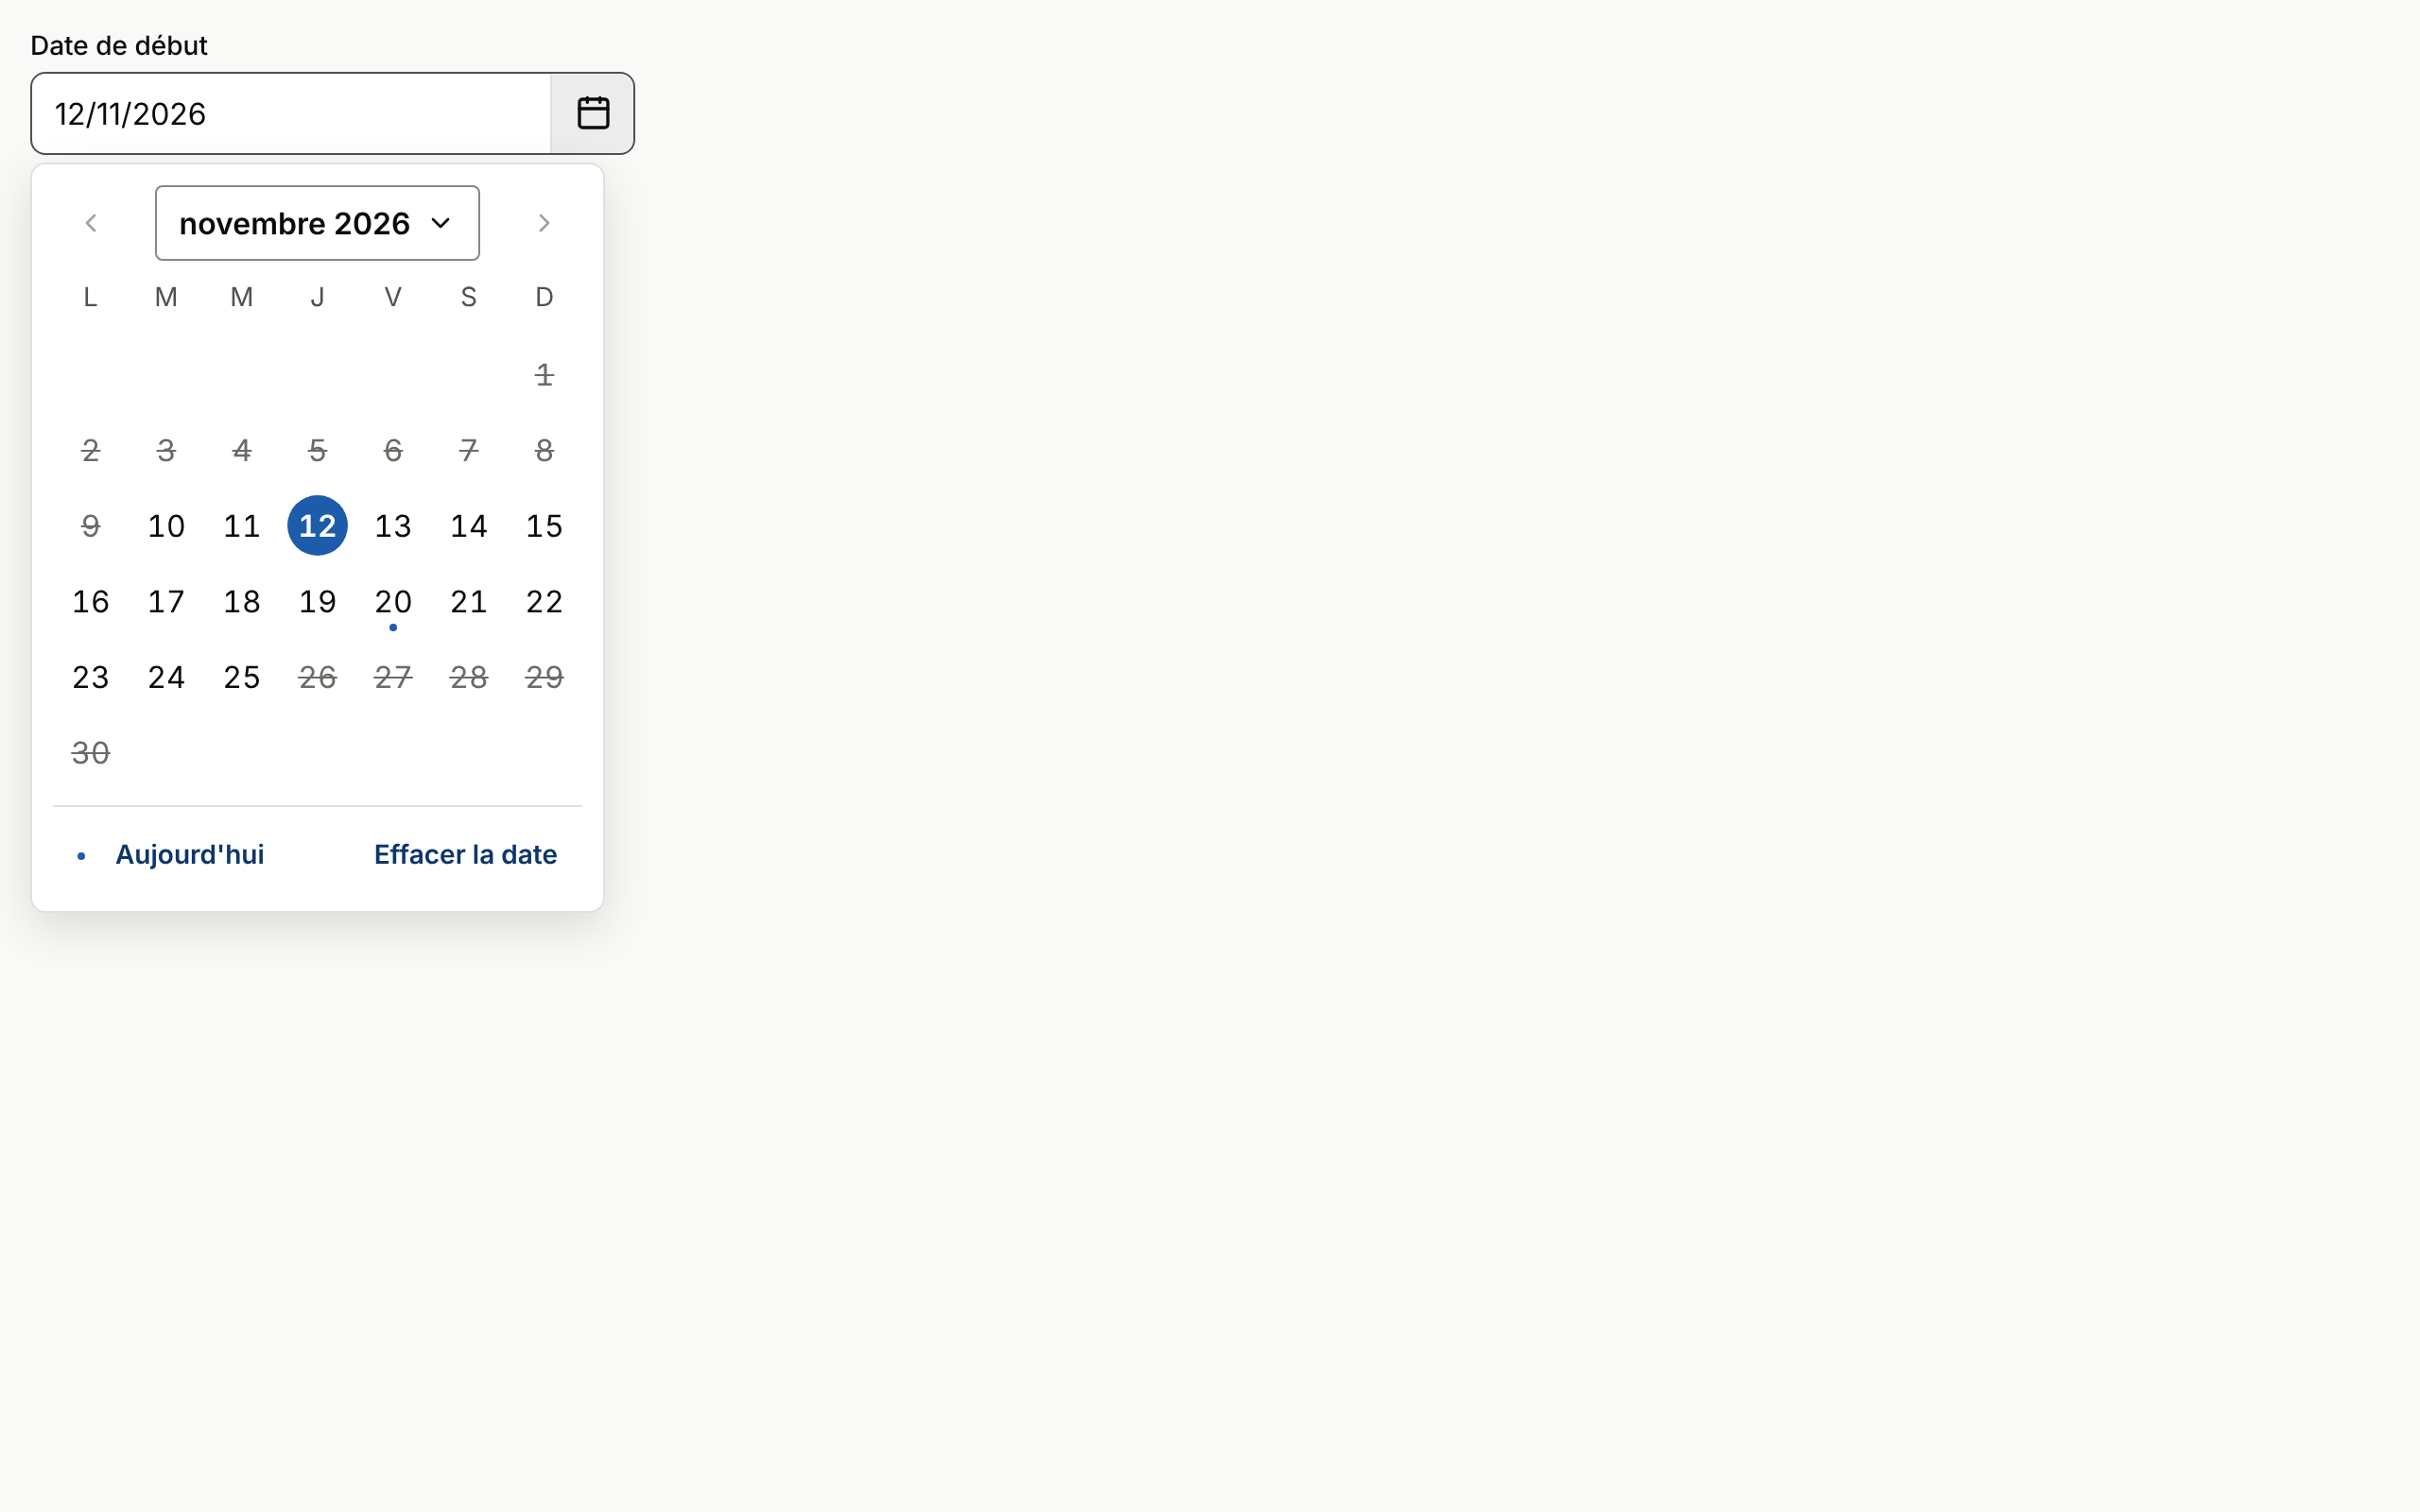 Date de début
12/11/2026
novembre 2026
L M M J V S D
1
2 3 4 5 6 7 8
9 10 11 12 13 14 15
16 17 18 19 20 21 22
23 24 25 26 27 28 29
30
Aujourd'hui Effacer la date